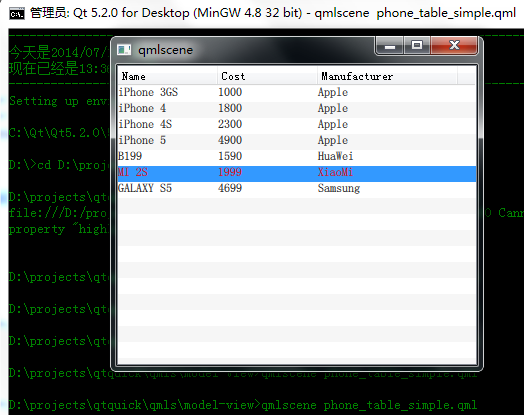 管理员: Qt 5.2.0 for Desktop (MinGW 4.8 32 bit) - qmlscene phone_table_simple.qml
今天是2014/07/
现在已经是13:3
qmlscene
Name Cost Manufacturer
iPhone 3GS 1000 Apple
iPhone 4 1800 Apple
iPhone 4S 2300 Apple
iPhone 5 4900 Apple
B199 1590 HuaWei
MI 2S 1999 XiaoMi
GALAXY S5 4699 Samsung
Setting up env
C:\Qt\Qt5.2.0\
D:\>cd D:\proj
D:\projects\qt
file:///D:/pro 0 Cann
property "high
D:\projects\qt
D:\projects\qt
D:\projects\qt
D:\projects\qtquick\qmls\model-view>qmlscene phone_table_simple.qml
D:\projects\qtquick\qmls\model-view>qmlscene phone_table_simple.qml